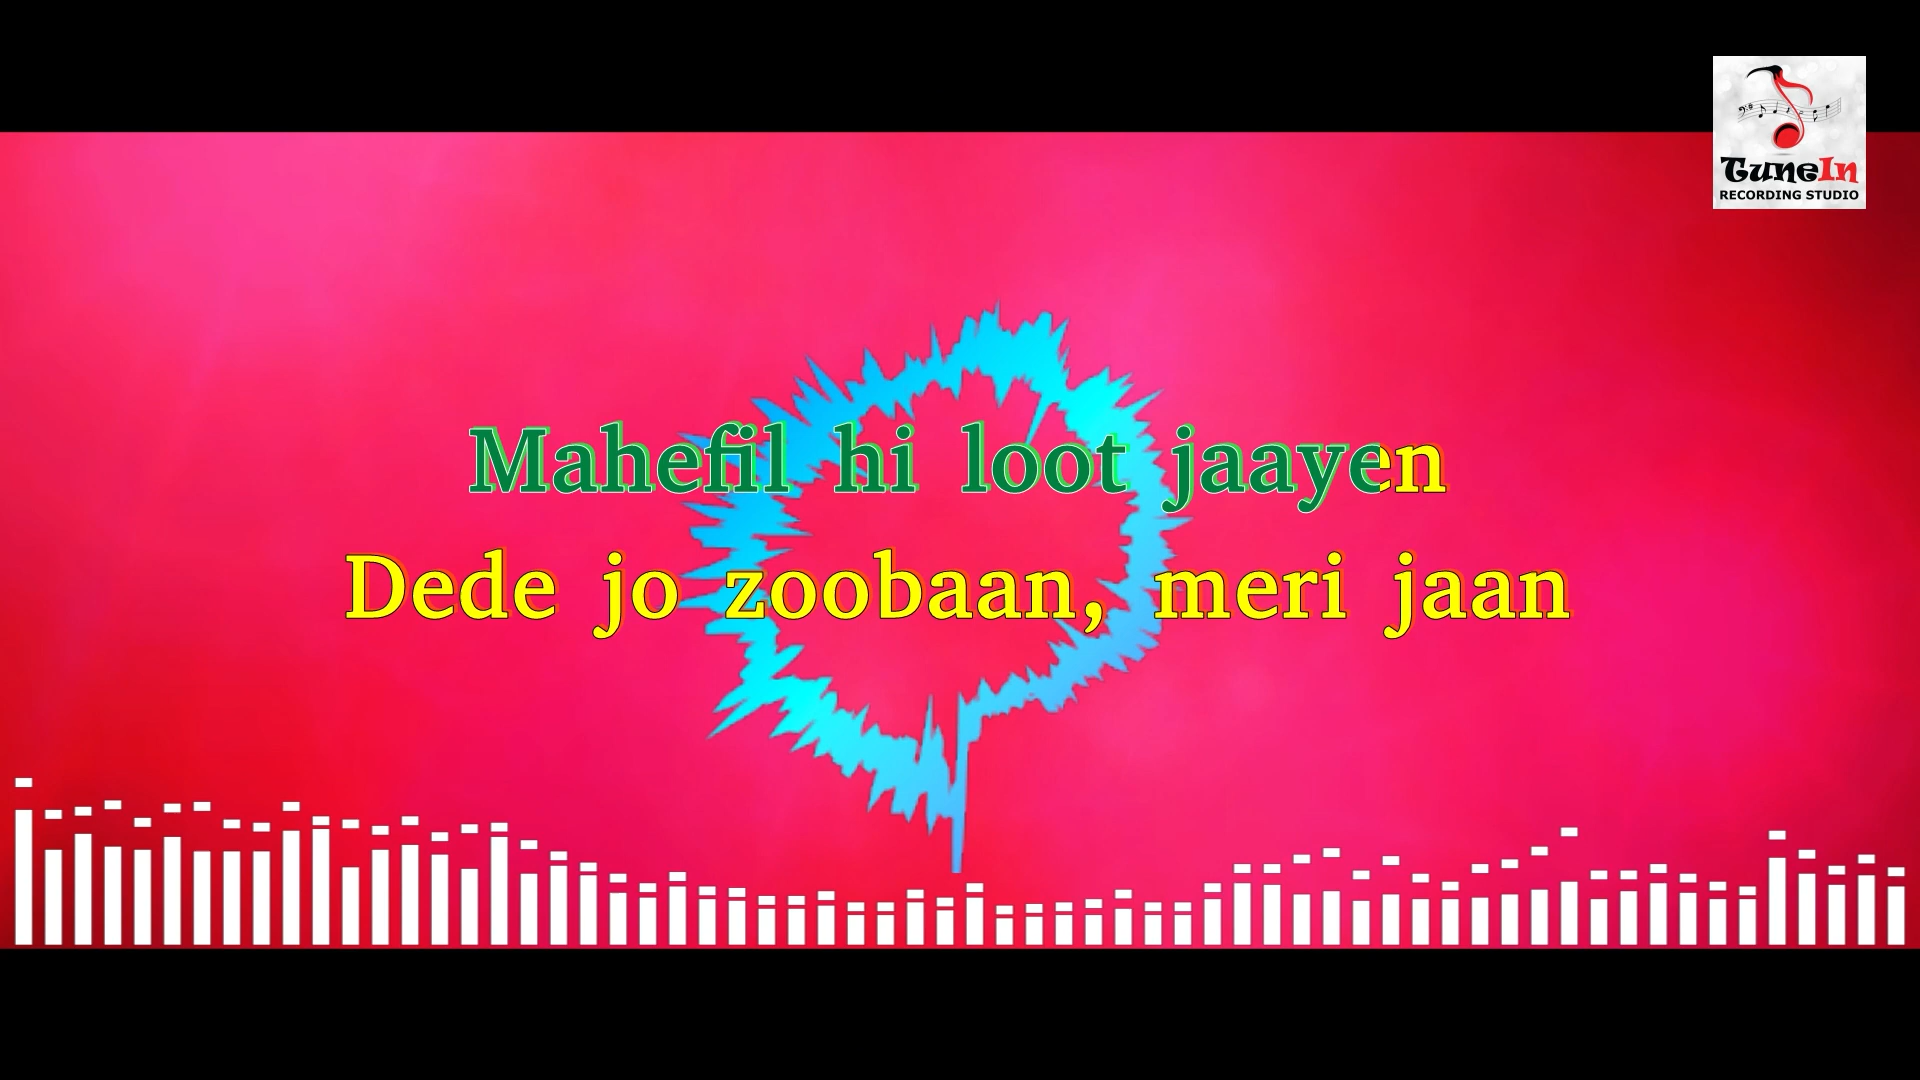 TuneIn
RECORDING STUDIO
Mahefil hi loot jaayen
Dede jo zoobaan, meri jaan